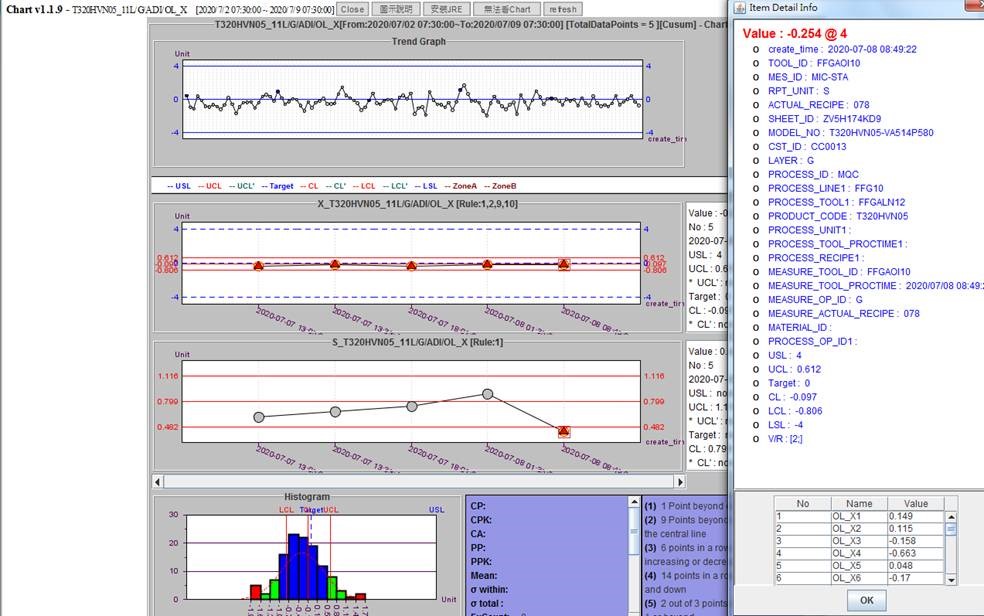 Chart v1.1.9 - T320HVN05_11L/G/ADI/OL_X [2020/7/2 07:30:00 ~ 2020/7/9 07:30:00] Close 圖示說明 安裝JRE 無法看Chart refresh
T320HVN05_11L/G/ADI/OL_X[From:2020/07/02 07:30:00~To:2020/07/09 07:30:00] [TotalDataPoints = 5 ][Cusum] - Chart
Trend Graph
Unit
4 4
0 0
-4 -4
create_tim
-- USL -- UCL -- UCL' -- Target -- CL -- CL' -- LCL -- LCL' -- LSL -- ZoneA -- ZoneB
X_T320HVN05_11L/G/ADI/OL_X [Rule:1,2,9,10]
Unit
4 4
0.612 0.612
-0.806 -0.806
-4 -4
create_tim
2020-07-07 13:
2020-07-07 13:
2020-07-07 18:
2020-07-08 01:
2020-07-08 08:
Value : -0
No : 5
2020-07-
USL : 4
UCL : 0.6
* UCL' :
Target :
CL : -0.09
* CL' : no
S_T320HVN05_11L/G/ADI/OL_X [Rule:1]
Unit
1.116 1.116
0.799 0.799
0.482 0.482
create_tim
2020-07-07 13:
2020-07-07 13:
2020-07-07 18:
2020-07-08 01:
2020-07-08 08:
Value : 0.
No : 5
2020-07-
USL : no
UCL : 1.1
* UCL' :
Target :
CL : 0.79
* CL' : no
Histogram
LCL Target UCL USL
30
20
10
0
Unit
CP:
CPK:
CA:
PP:
PPK:
Mean:
σ within:
σ total :
(1) 1 Point beyond
(2) 9 Points beyond
the central line
(3) 6 points in a row
increasing or decre
(4) 14 points in a ro
and down
(5) 2 out of 3 points
Item Detail Info
Value : -0.254 @ 4
create_time : 2020-07-08 08:49:22
TOOL_ID : FFGAOI10
MES_ID : MIC-STA
RPT_UNIT : S
ACTUAL_RECIPE : 078
SHEET_ID : ZV5H174KD9
MODEL_NO : T320HVN05-VA514P580
CST_ID : CC0013
LAYER : G
PROCESS_ID : MQC
PROCESS_LINE1 : FFG10
PROCESS_TOOL1 : FFGALN12
PRODUCT_CODE : T320HVN05
PROCESS_UNIT1 :
PROCESS_TOOL_PROCTIME1 :
PROCESS_RECIPE1 :
MEASURE_TOOL_ID : FFGAOI10
MEASURE_TOOL_PROCTIME : 2020/07/08 08:49:
MEASURE_OP_ID : G
MEASURE_ACTUAL_RECIPE : 078
MATERIAL_ID :
PROCESS_OP_ID1 :
USL : 4
UCL : 0.612
Target : 0
CL : -0.097
LCL : -0.806
LSL : -4
V/R : [2;]
No Name Value
1 OL_X1 0.149
2 OL_X2 0.115
3 OL_X3 -0.158
4 OL_X4 -0.663
5 OL_X5 0.048
6 OL_X6 -0.17
OK